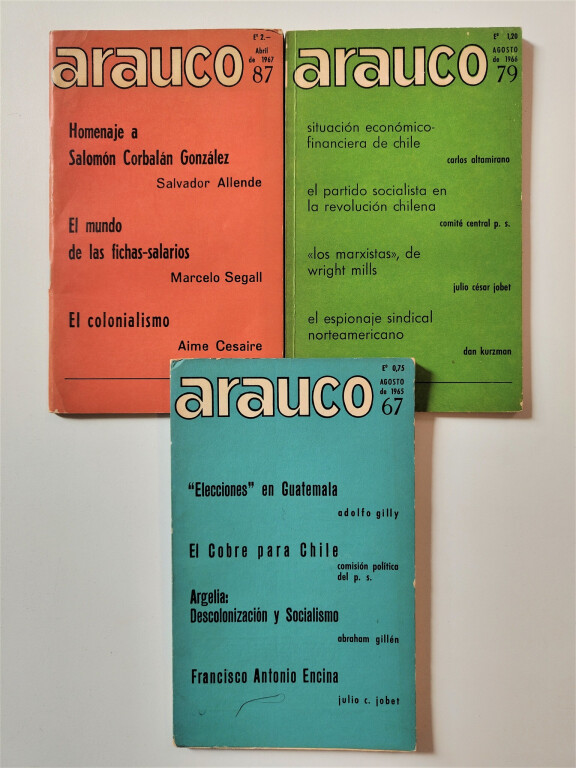 Eº 2.–
arauco
Abril
de 1967
87
Homenaje a
Salomón Corbalán González
Salvador Allende
El mundo
de las fichas-salarios
Marcelo Segall
El colonialismo
Aime Cesaire
Eº 1,20
arauco
AGOSTO
de 1966
79
situación económico-
financiera de chile
carlos altamirano
el partido socialista en
la revolución chilena
comité central p. s.
«los marxistas», de
wright mills
julio césar jobet
el espionaje sindical
norteamericano
dan kurzman
Eº 0,75
arauco
AGOSTO
de 1965
67
“Elecciones” en Guatemala
adolfo gilly
El Cobre para Chile
comisión política
del p. s.
Argelia:
Descolonización y Socialismo
abraham gillén
Francisco Antonio Encina
julio c. jobet